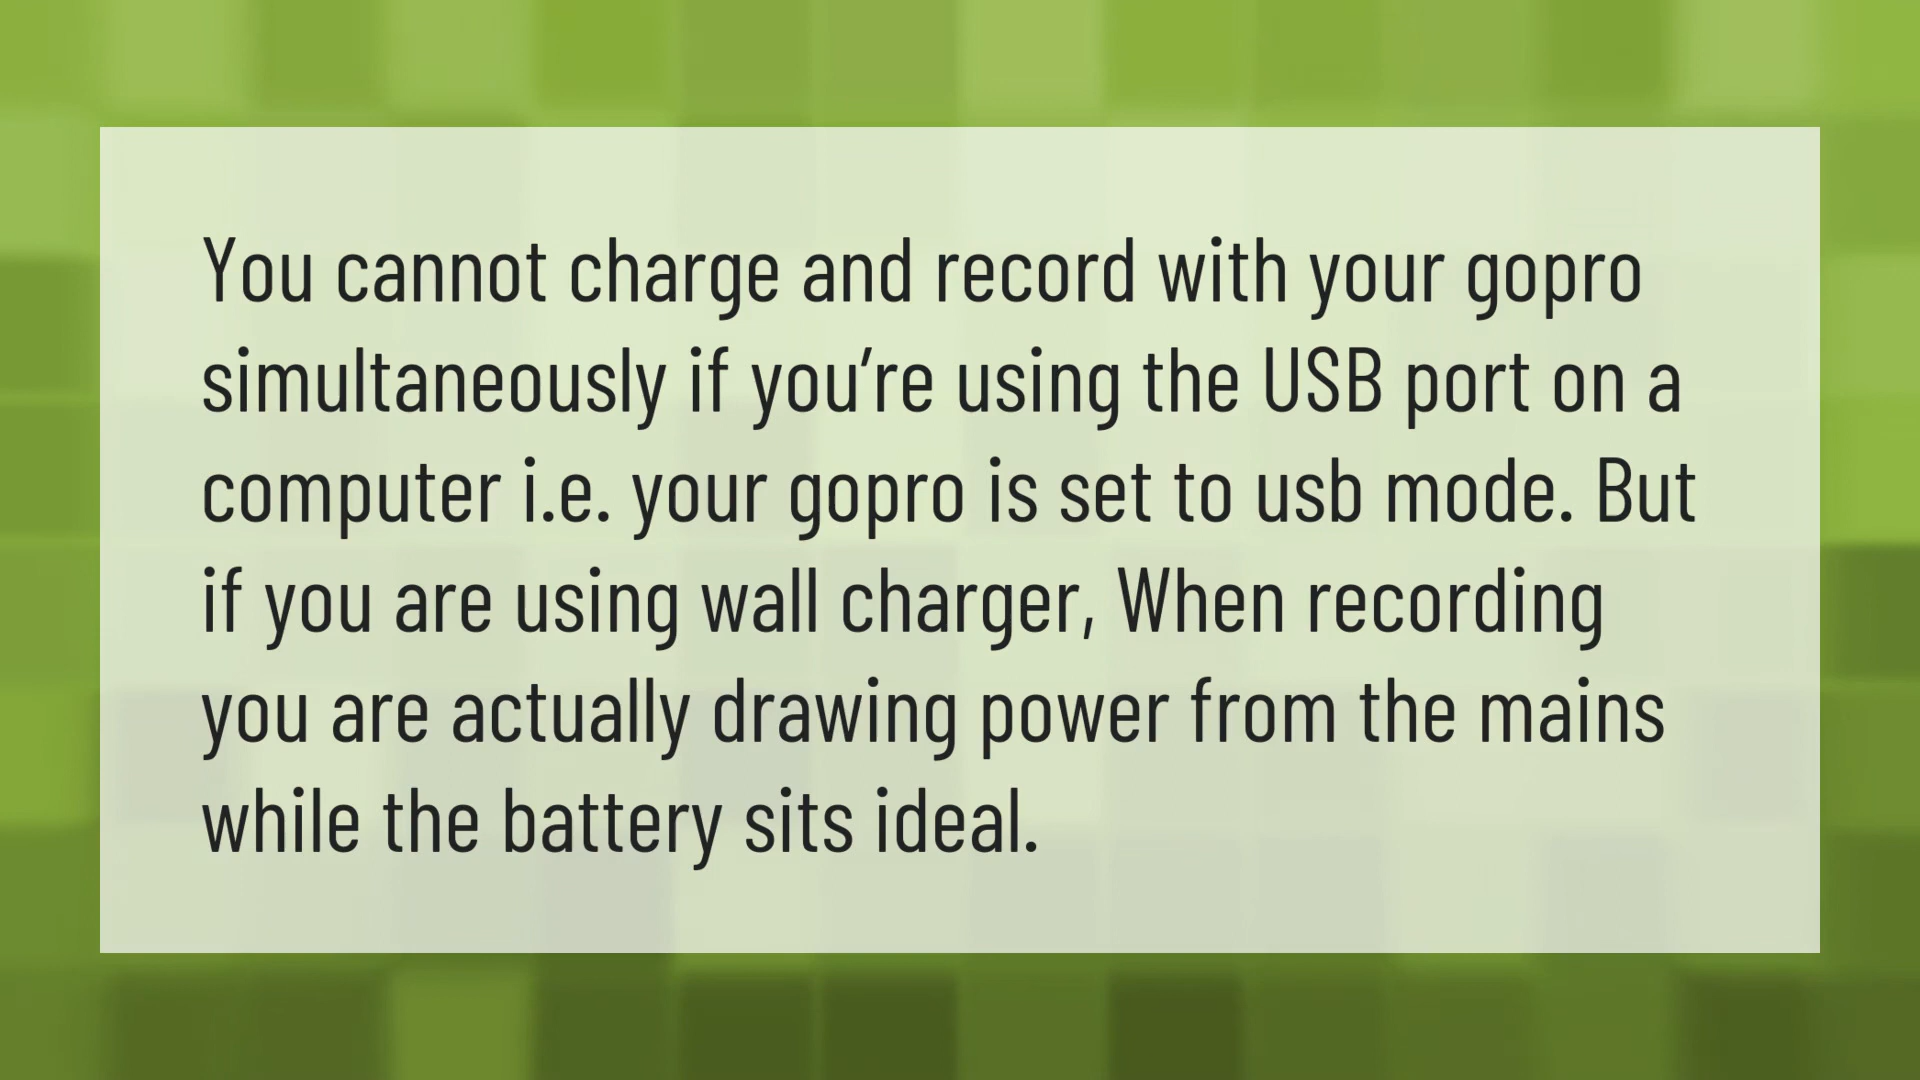 You cannot charge and record with your gopro
simultaneously if you’re using the USB port on a
computer i.e. your gopro is set to usb mode. But
if you are using wall charger, When recording
you are actually drawing power from the mains
while the battery sits ideal.